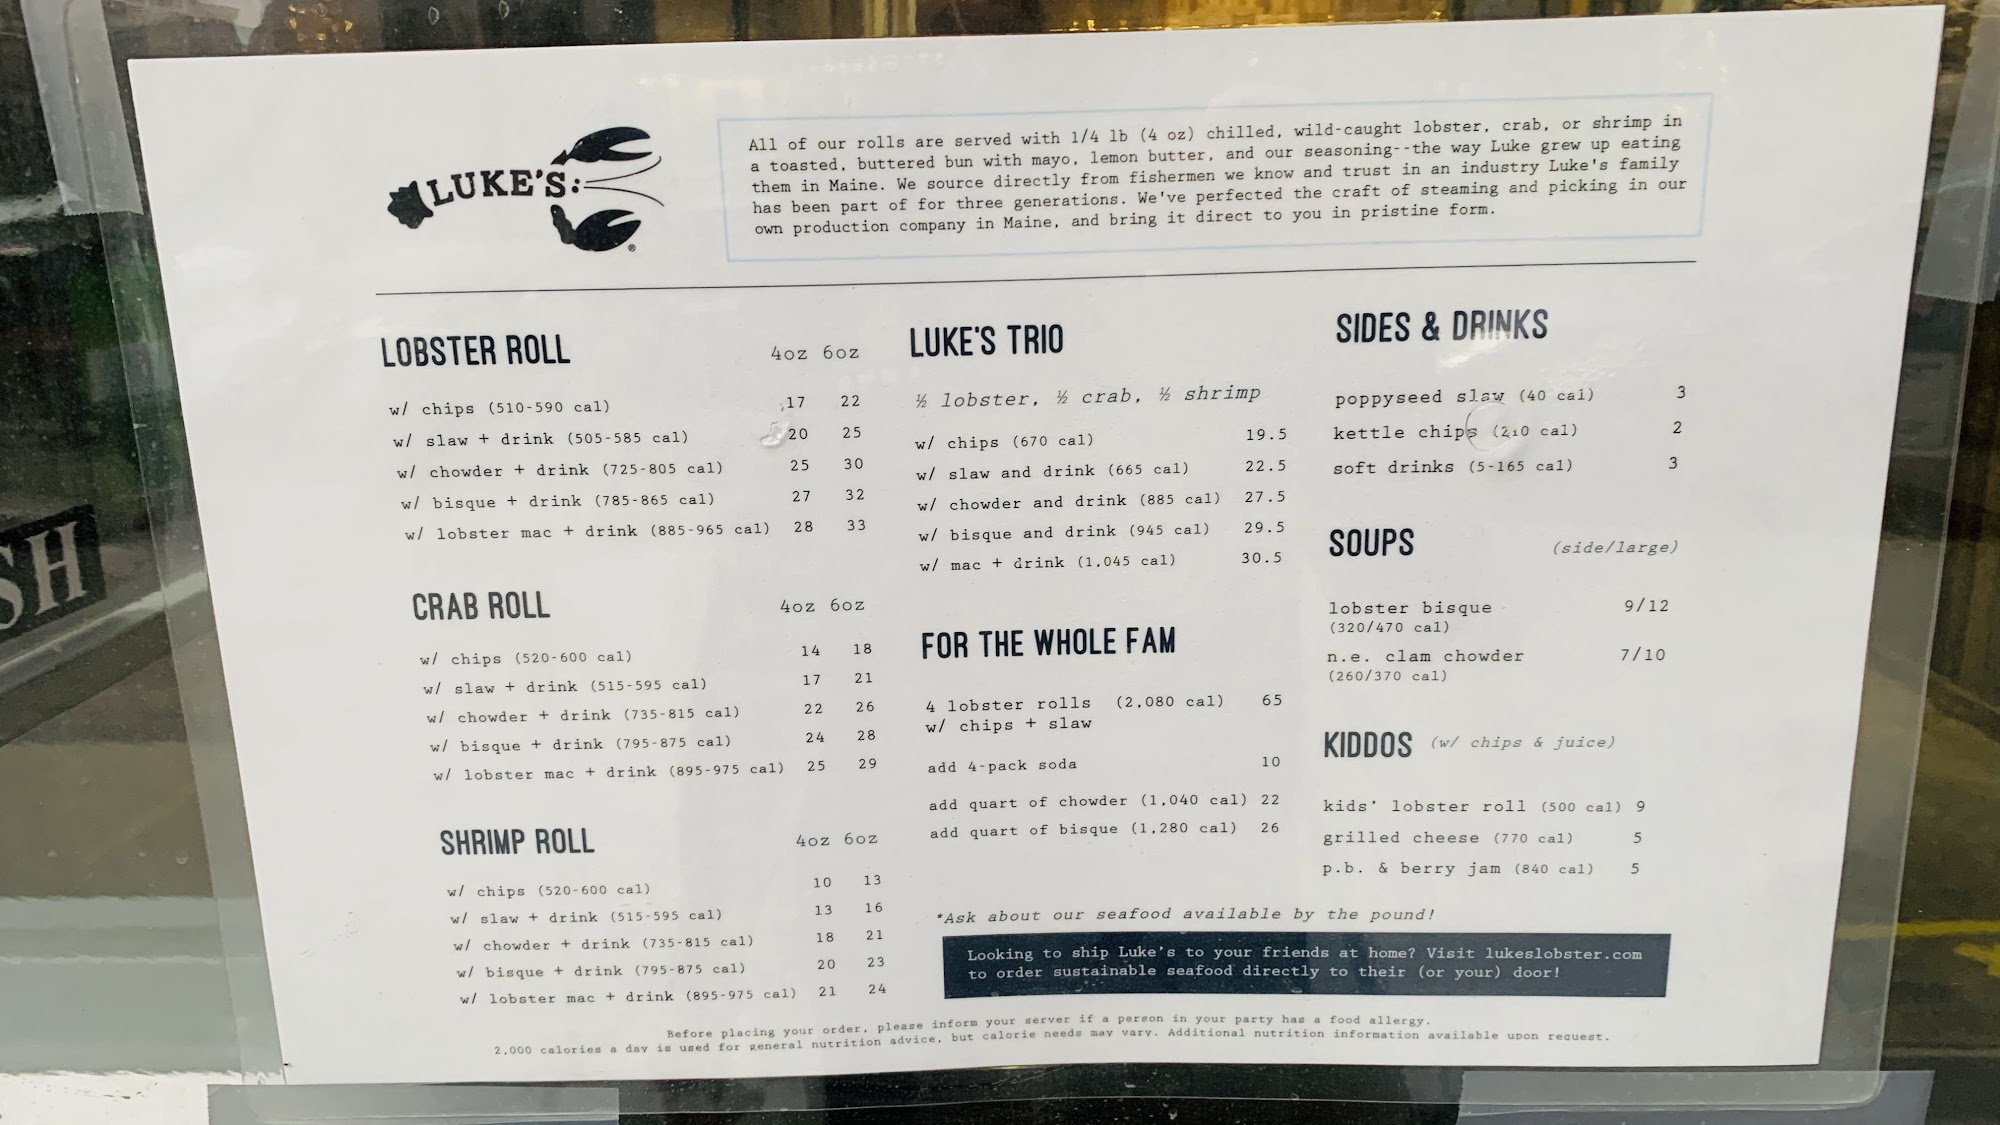 LUKE'S:
®
All of our rolls are served with 1/4 lb (4 oz) chilled, wild-caught lobster, crab, or shrimp in
a toasted, buttered bun with mayo, lemon butter, and our seasoning--the way Luke grew up eating
them in Maine. We source directly from fishermen we know and trust in an industry Luke's family
has been part of for three generations. We've perfected the craft of steaming and picking in our
own production company in Maine, and bring it direct to you in pristine form.
LOBSTER ROLL 4oz 6oz
w/ chips (510-590 cal) 17 22
w/ slaw + drink (505-585 cal) 20 25
w/ chowder + drink (725-805 cal) 25 30
w/ bisque + drink (785-865 cal) 27 32
w/ lobster mac + drink (885-965 cal) 28 33
CRAB ROLL 4oz 6oz
w/ chips (520-600 cal) 14 18
w/ slaw + drink (515-595 cal) 17 21
w/ chowder + drink (735-815 cal) 22 26
w/ bisque + drink (795-875 cal) 24 28
w/ lobster mac + drink (895-975 cal) 25 29
SHRIMP ROLL 4oz 6oz
w/ chips (520-600 cal) 10 13
w/ slaw + drink (515-595 cal) 13 16
w/ chowder + drink (735-815 cal) 18 21
w/ bisque + drink (795-875 cal) 20 23
w/ lobster mac + drink (895-975 cal) 21 24
LUKE'S TRIO
½ lobster, ½ crab, ½ shrimp
w/ chips (670 cal) 19.5
w/ slaw and drink (665 cal) 22.5
w/ chowder and drink (885 cal) 27.5
w/ bisque and drink (945 cal) 29.5
w/ mac + drink (1,045 cal) 30.5
FOR THE WHOLE FAM
4 lobster rolls (2,080 cal) 65
w/ chips + slaw
add 4-pack soda 10
add quart of chowder (1,040 cal) 22
add quart of bisque (1,280 cal) 26
SIDES & DRINKS
poppyseed slaw (40 cal) 3
kettle chips (210 cal) 2
soft drinks (5-165 cal) 3
SOUPS (side/large)
lobster bisque 9/12
(320/470 cal)
n.e. clam chowder 7/10
(260/370 cal)
KIDDOS (w/ chips & juice)
kids' lobster roll (500 cal) 9
grilled cheese (770 cal) 5
p.b. & berry jam (840 cal) 5
*Ask about our seafood available by the pound!
Looking to ship Luke's to your friends at home? Visit lukeslobster.com
to order sustainable seafood directly to their (or your) door!
Before placing your order, please inform your server if a person in your party has a food allergy.
2,000 calories a day is used for general nutrition advice, but calorie needs may vary. Additional nutrition information available upon request.
SH